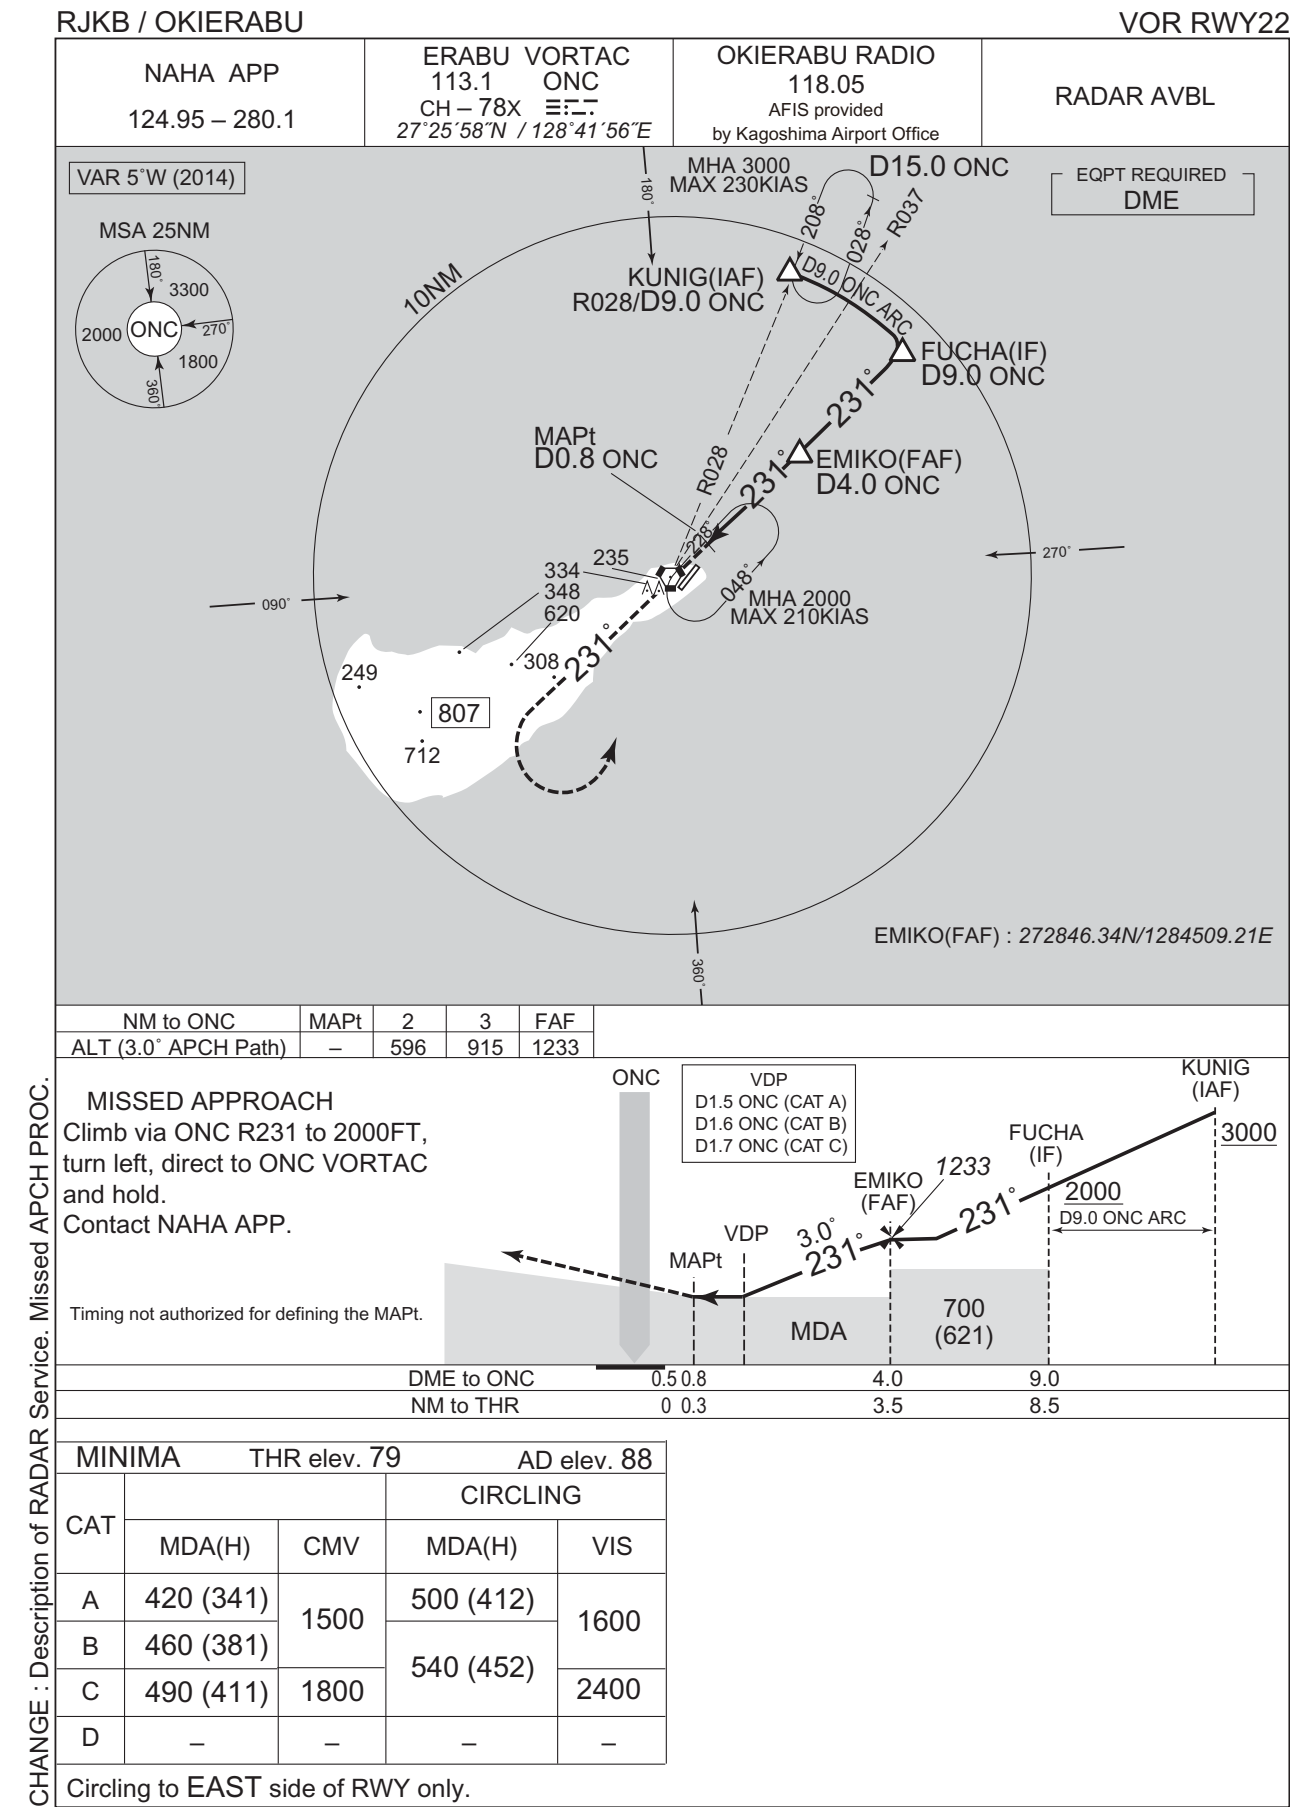 RJKB / OKIERABU
VOR RWY22
NAHA APP
124.95 – 280.1
ERABU VORTAC
113.1 ONC
CH – 78X
27°25´58˝N / 128°41´56˝E
OKIERABU RADIO
118.05
AFIS provided
by Kagoshima Airport Office
RADAR AVBL
VAR 5°W (2014)
MSA 25NM
180°
3300
2000
ONC
270°
1800
360°
180°
MHA 3000
MAX 230KIAS
D15.0 ONC
EQPT REQUIRED
DME
208°
028°
R037
10NM
KUNIG(IAF)
R028/D9.0 ONC
D9.0 ONC ARC
FUCHA(IF)
D9.0 ONC
231°
MAPt
D0.8 ONC
R028
231°
EMIKO(FAF)
D4.0 ONC
228°
048°
MHA 2000
MAX 210KIAS
270°
090°
235
334
348
620
308
231°
249
807
712
360°
EMIKO(FAF) : 272846.34N/1284509.21E
NM to ONC MAPt 2 3 FAF
ALT (3.0° APCH Path) – 596 915 1233
MISSED APPROACH
Climb via ONC R231 to 2000FT,
turn left, direct to ONC VORTAC
and hold.
Contact NAHA APP.
Timing not authorized for defining the MAPt.
ONC
VDP
D1.5 ONC (CAT A)
D1.6 ONC (CAT B)
D1.7 ONC (CAT C)
KUNIG
(IAF)
3000
FUCHA
(IF)
2000
D9.0 ONC ARC
1233
EMIKO
(FAF)
231°
3.0°
231°
VDP
MAPt
MDA
700
(621)
DME to ONC 0.5 0.8 4.0 9.0
NM to THR 0 0.3 3.5 8.5
MINIMA THR elev. 79 AD elev. 88
CAT
CIRCLING
MDA(H) CMV MDA(H) VIS
A 420 (341) 1500 500 (412) 1600
B 460 (381) 540 (452)
C 490 (411) 1800 2400
D – – – –
Circling to EAST side of RWY only.
CHANGE : Description of RADAR Service. Missed APCH PROC.